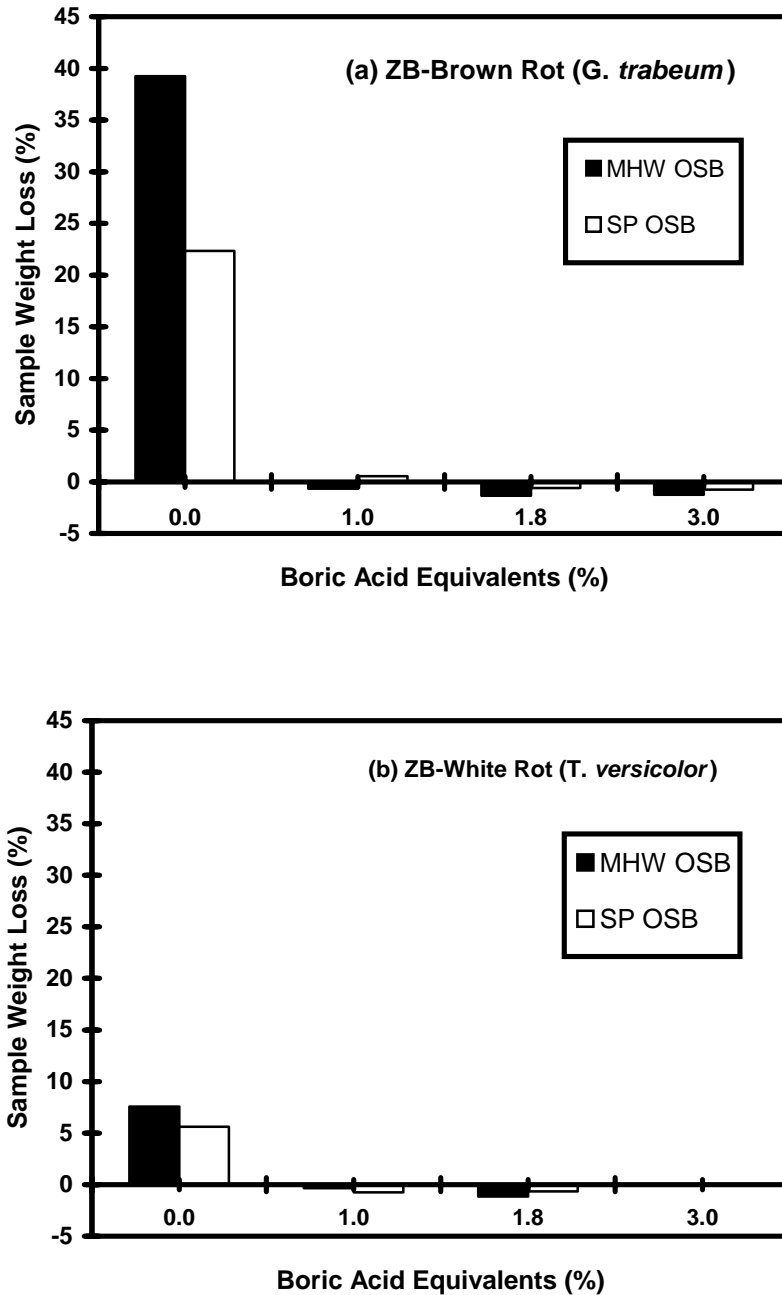 45
(a) ZB-Brown Rot (G. trabeum)
40
35
30
25
20
15
10
5
0
-5
Sample Weight Loss (%)
MHW OSB
SP OSB
0.0 1.0 1.8 3.0
Boric Acid Equivalents (%)
45
(b) ZB-White Rot (T. versicolor)
40
35
30
25
20
15
10
5
0
-5
Sample Weight Loss (%)
MHW OSB
SP OSB
0.0 1.0 1.8 3.0
Boric Acid Equivalents (%)